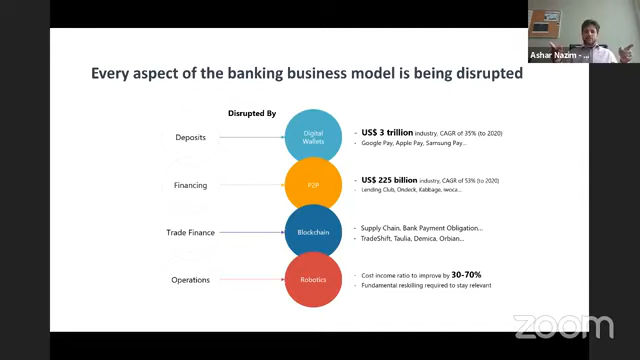 Ashar Nazim - ...
Every aspect of the banking business model is being disrupted
Disrupted By
Deposits
Digital
Wallets
- US$ 3 trillion industry, CAGR of 35% (to 2020)
- Google Pay, Apple Pay, Samsung Pay...
Financing
P2P
- US$ 225 billion industry, CAGR of 53% (to 2020)
- Lending Club, Ondeck, Kabbage, iwoca...
Trade Finance
Blockchain
- Supply Chain, Bank Payment Obligation...
- TradeShift, Taulia, Demica, Orbian...
Operations
Robotics
- Cost income ratio to improve by 30-70%
- Fundamental reskilling required to stay relevant
zoom